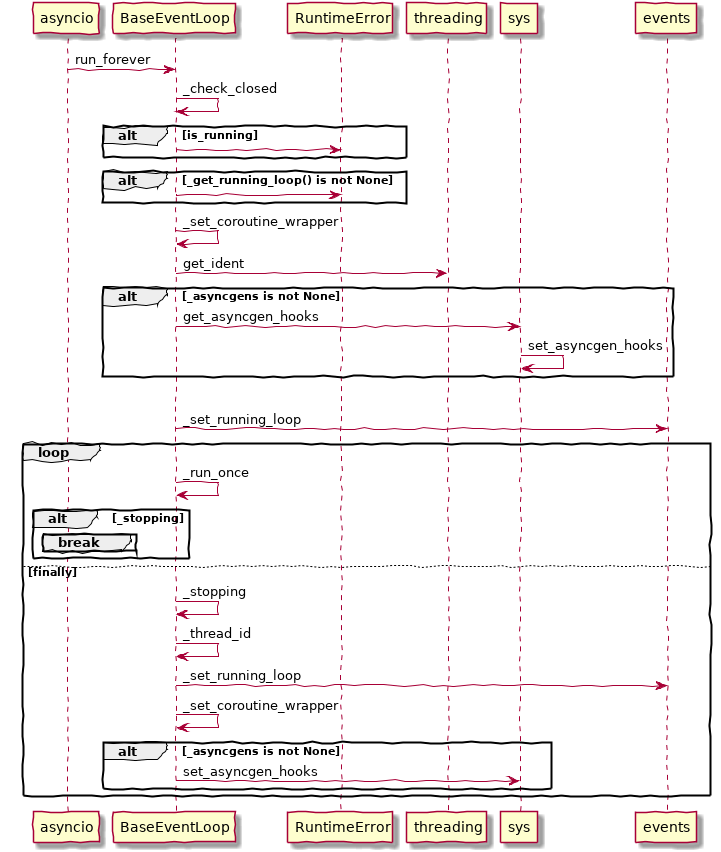 asyncio BaseEventLoop RuntimeError threading sys events
run_forever
_check_closed
alt [is_running]
alt [_get_running_loop() is not None]
_set_coroutine_wrapper
get_ident
alt [_asyncgens is not None]
get_asyncgen_hooks
set_asyncgen_hooks
_set_running_loop
loop
_run_once
alt [_stopping]
break
[finally]
_stopping
_thread_id
_set_running_loop
_set_coroutine_wrapper
alt [_asyncgens is not None]
set_asyncgen_hooks
asyncio BaseEventLoop RuntimeError threading sys events